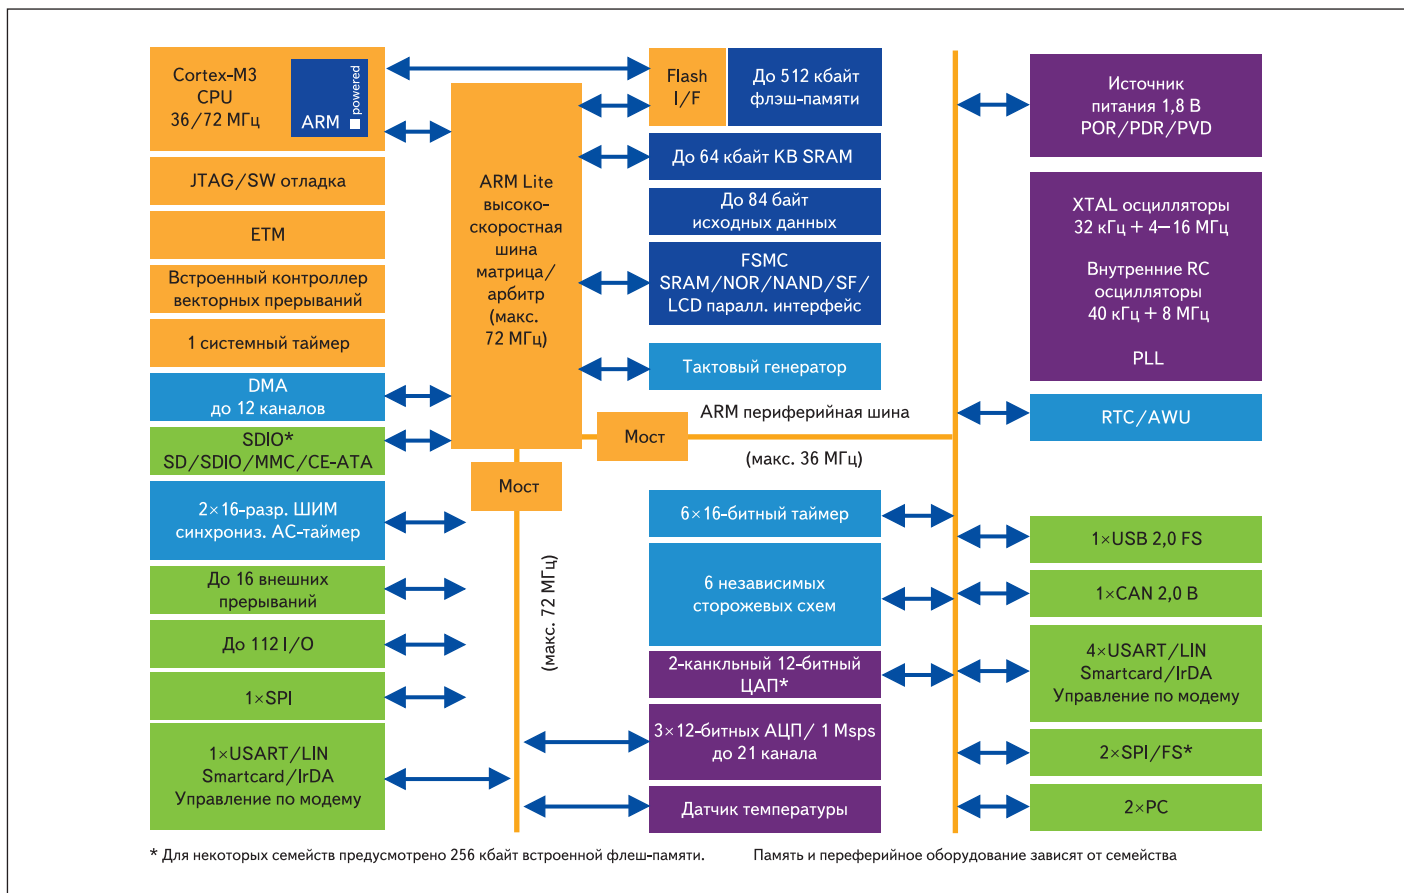 Cortex-M3
CPU
36/72 МГц
ARM
powered
JTAG/SW отладка
ETM
Встроенный контроллер
векторных прерываний
1 системный таймер
DMA
до 12 каналов
SDIO*
SD/SDIO/MMC/CE-ATA
2×16-разр. ШИМ
синхрониз. AC-таймер
До 16 внешних
прерываний
До 112 I/O
1×SPI
1×USART/LIN
Smartcard/IrDA
Управление по модему
ARM Lite
высоко-
скоростная
шина
матрица/
арбитр
(макс.
72 МГц)
Мост
(макс. 72 МГц)
Мост
ARM периферийная шина
(макс. 36 МГц)
Flash
I/F
До 512 кбайт
флэш-памяти
До 64 кбайт KB SRAM
До 84 байт
исходных данных
FSMC
SRAM/NOR/NAND/SF/
LCD паралл. интерфейс
Тактовый генератор
6×16-битный таймер
6 независимых
сторожевых схем
2-канкльный 12-битный
ЦАП*
3×12-битных АЦП/ 1 Msps
до 21 канала
Датчик температуры
Источник
питания 1,8 В
POR/PDR/PVD
XTAL осцилляторы
32 кГц + 4–16 МГц
Внутренние RC
осцилляторы
40 кГц + 8 МГц
PLL
RTC/AWU
1×USB 2,0 FS
1×CAN 2,0 B
4×USART/LIN
Smartcard/IrDA
Управление по модему
2×SPI/FS*
2×PC
* Для некоторых семейств предусмотрено 256 кбайт встроенной флеш-памяти.
Память и переферийное оборудование зависят от семейства